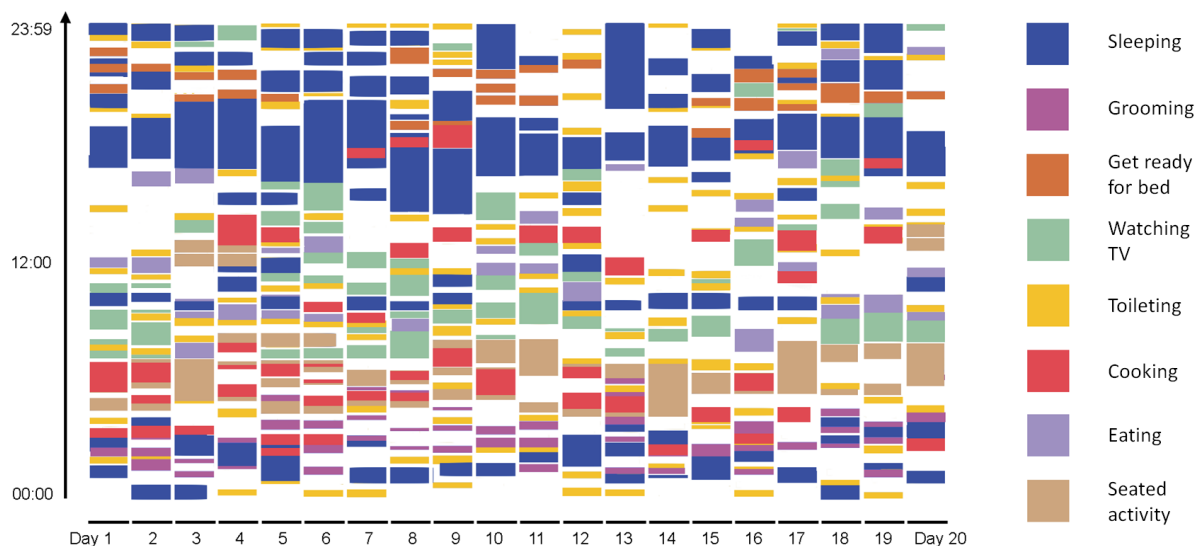 23:59
12:00
00:00
Day 1 2 3 4 5 6 7 8 9 10 11 12 13 14 15 16 17 18 19 Day 20
Sleeping
Grooming
Get ready
for bed
Watching
TV
Toileting
Cooking
Eating
Seated
activity